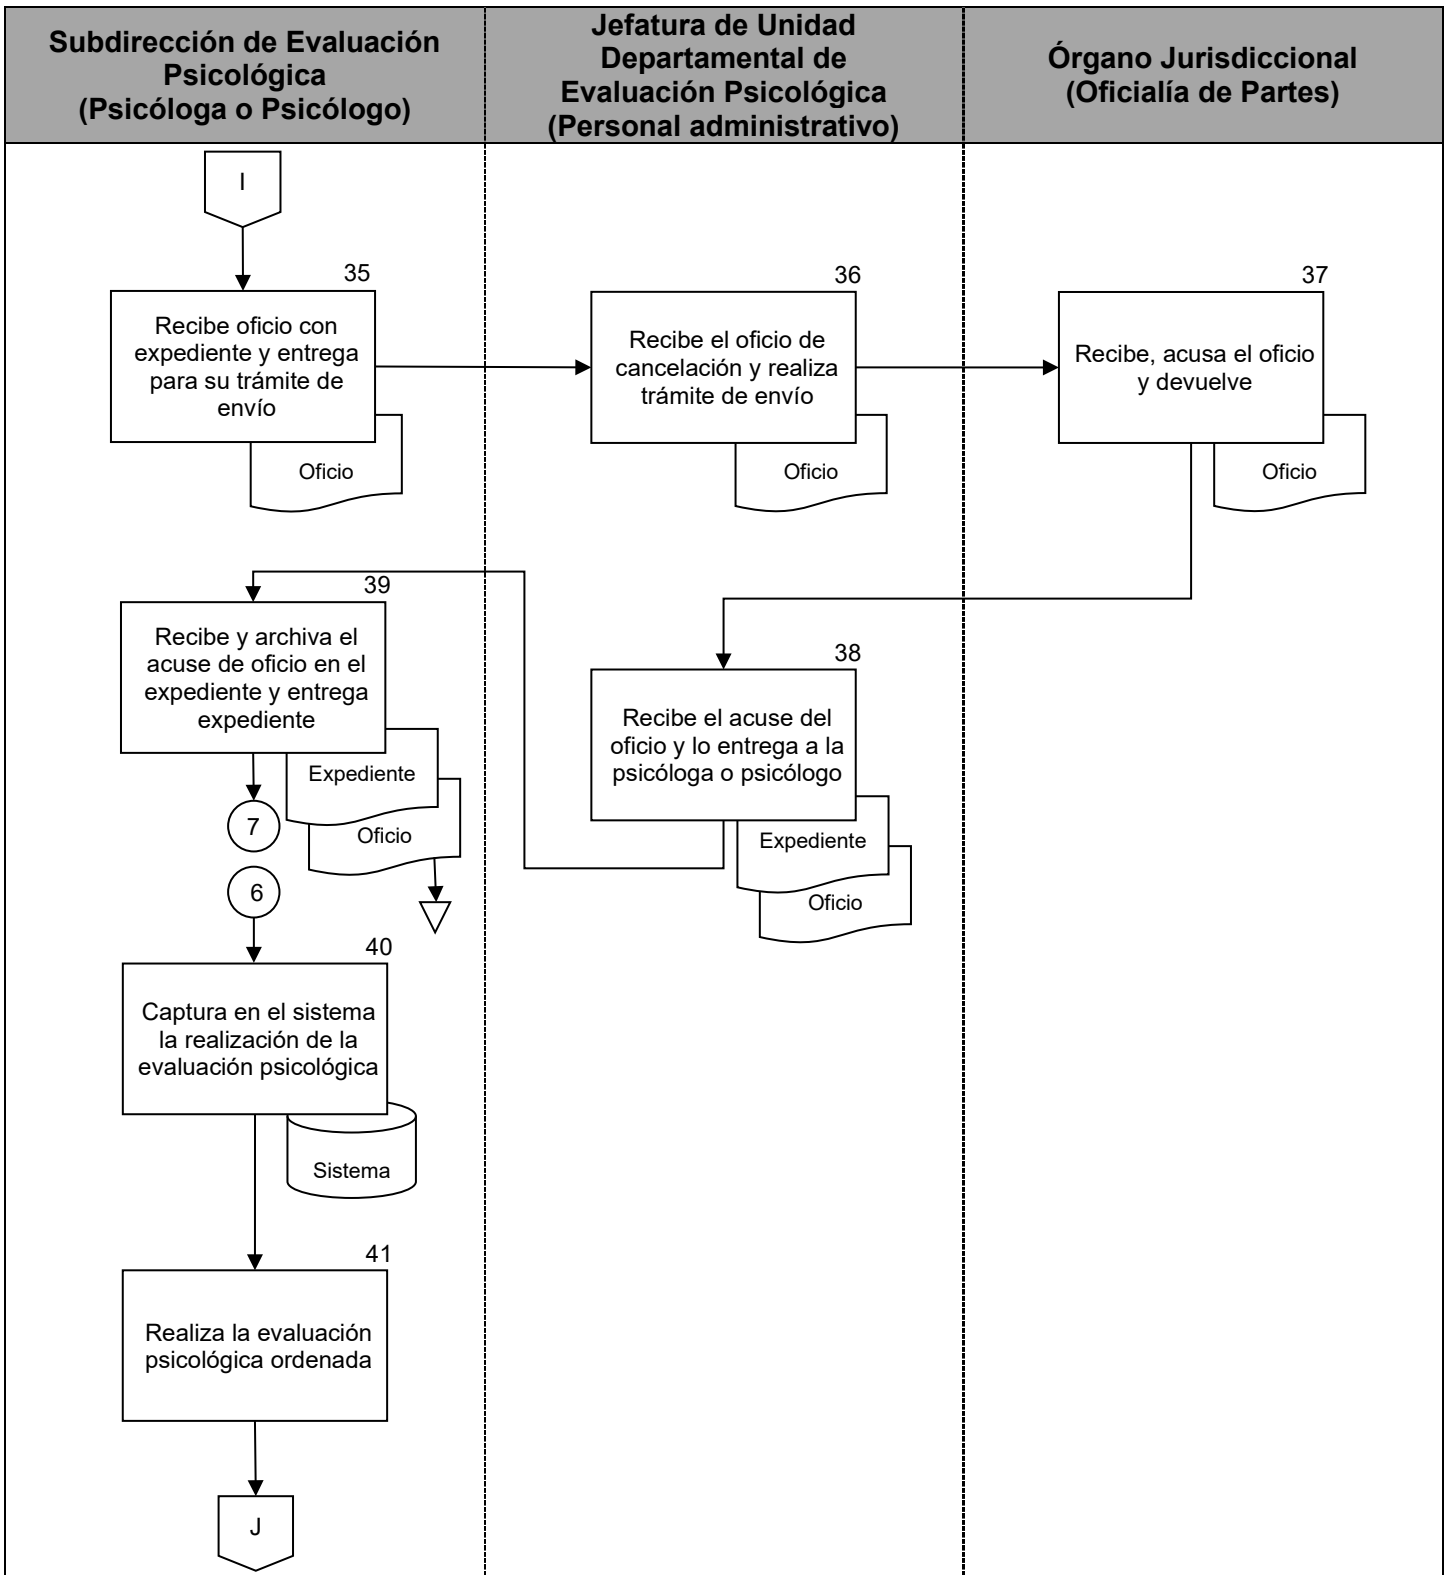 Subdirección de Evaluación
Psicológica
(Psicóloga o Psicólogo)
Jefatura de Unidad
Departamental de
Evaluación Psicológica
(Personal administrativo)
Órgano Jurisdiccional
(Oficialía de Partes)
I
35
Recibe oficio con
expediente y entrega
para su trámite de
envío
Oficio
36
Recibe el oficio de
cancelación y realiza
trámite de envío
Oficio
37
Recibe, acusa el oficio
y devuelve
Oficio
38
Recibe el acuse del
oficio y lo entrega a la
psicóloga o psicólogo
Expediente
Oficio
39
Recibe y archiva el
acuse de oficio en el
expediente y entrega
expediente
Expediente
Oficio
7
6
40
Captura en el sistema
la realización de la
evaluación psicológica
Sistema
41
Realiza la evaluación
psicológica ordenada
J